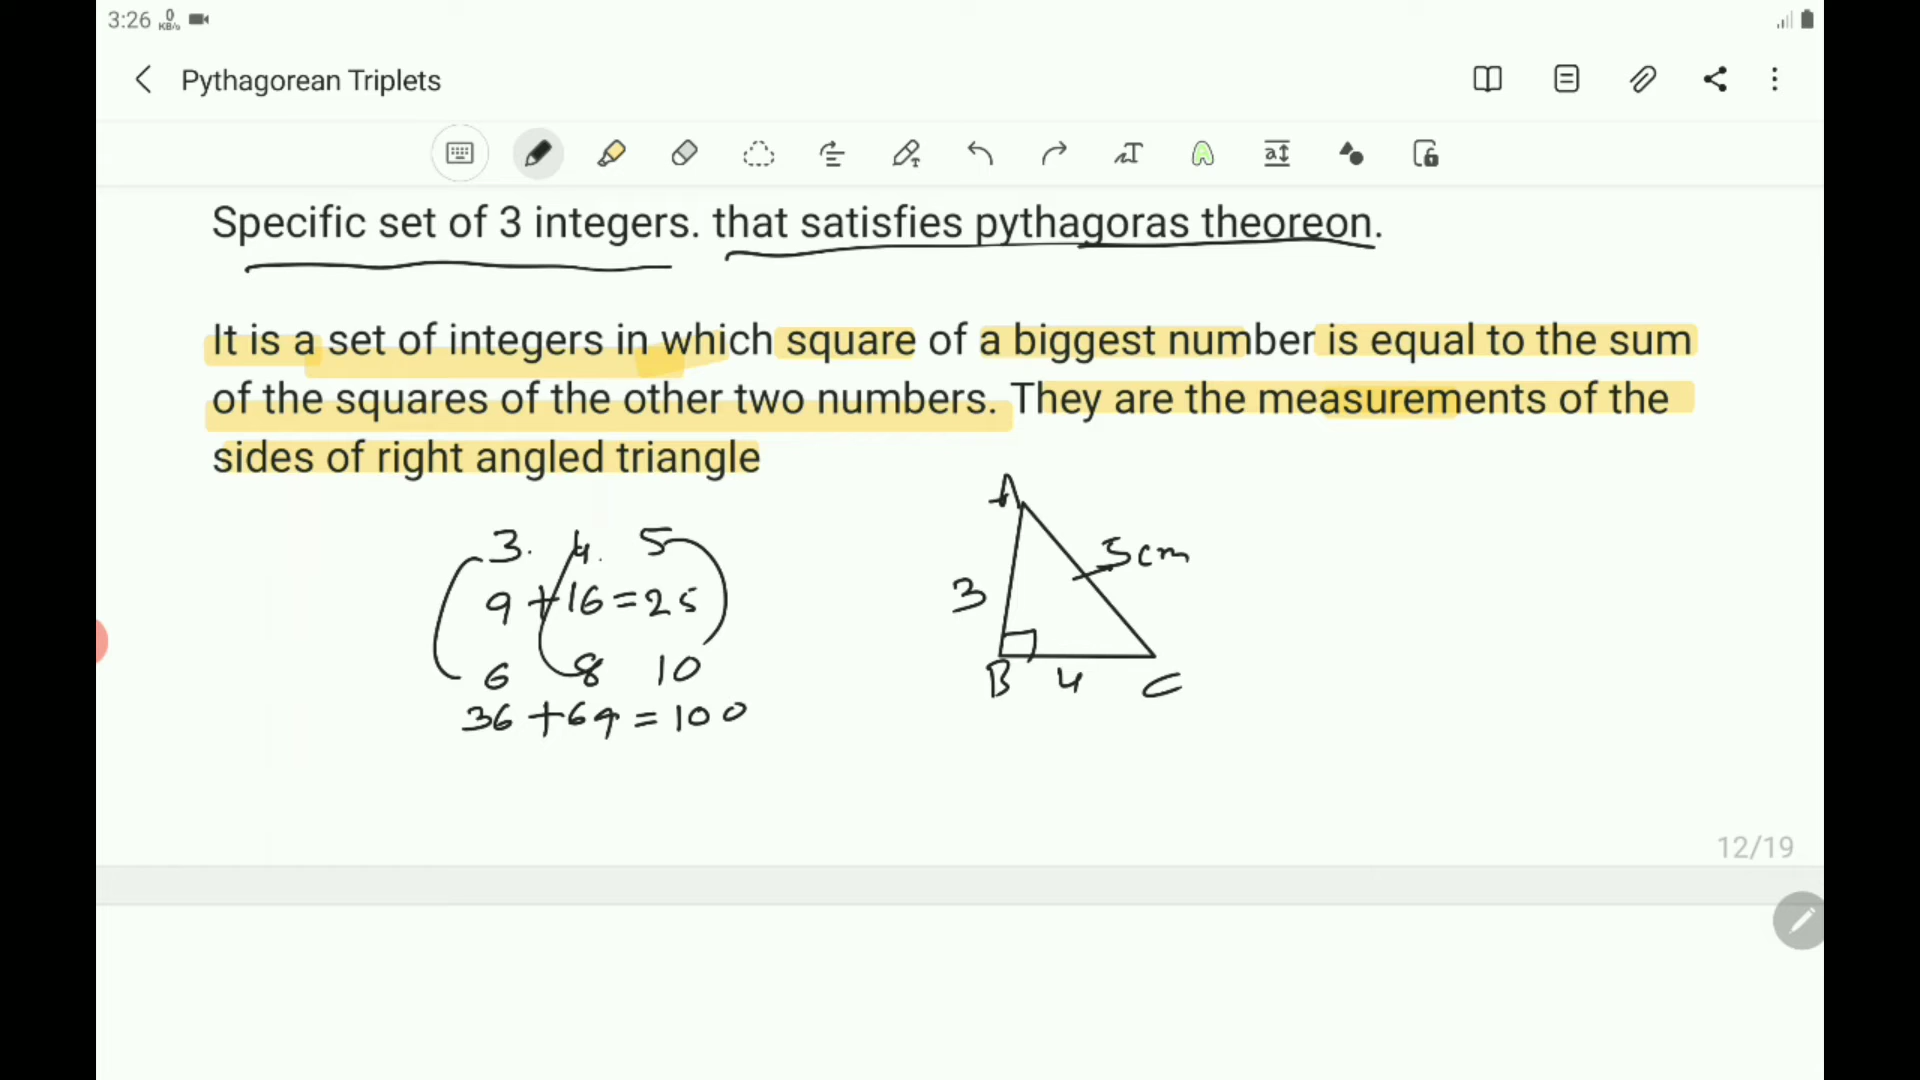 3:26 0 KB/s
Pythagorean Triplets
Specific set of 3 integers. that satisfies pythagoras theoreon.
It is a set of integers in which square of a biggest number is equal to the sum
of the squares of the other two numbers. They are the measurements of the
sides of right angled triangle
3. 4. 5
9 + 16 = 25
6 8 10
36 + 64 = 100
A
5cm
3
B 4 C
12/19